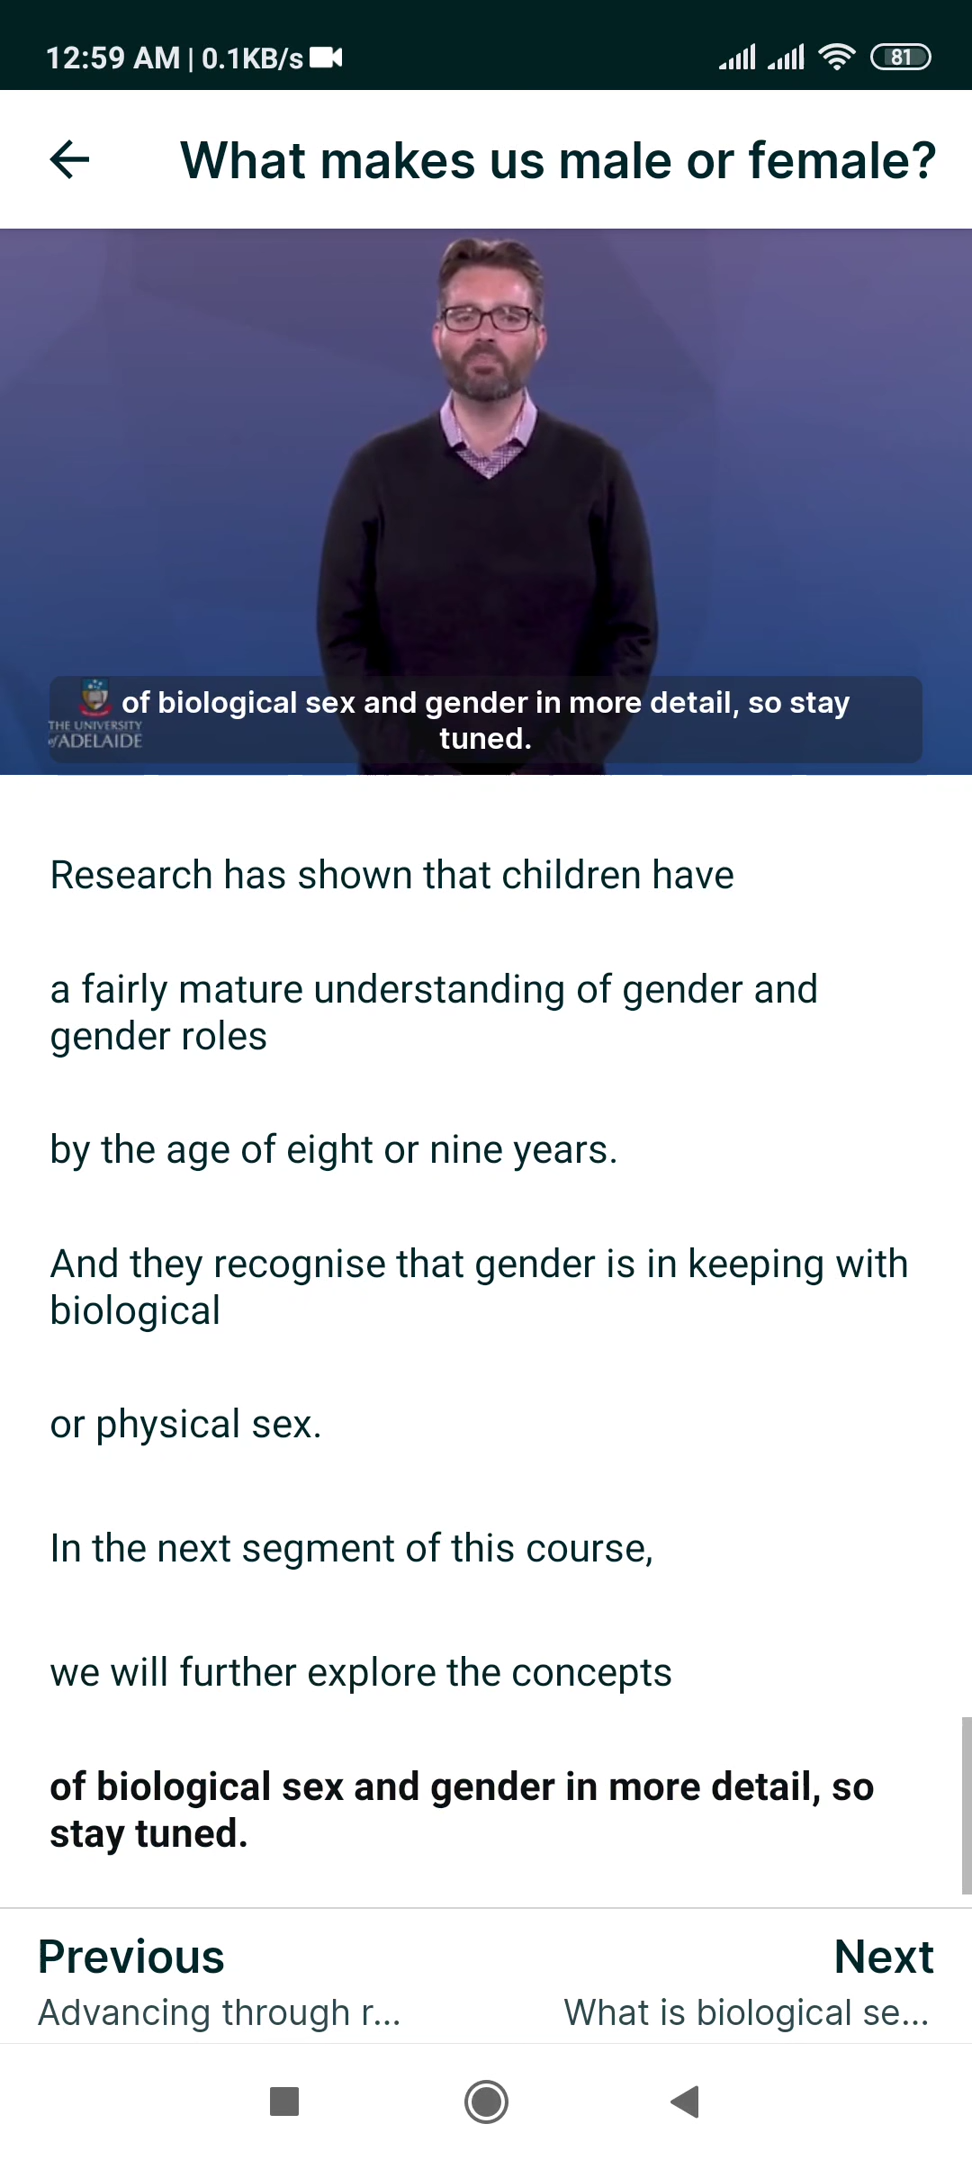 12:59 AM | 0.1KB/s
81
What makes us male or female?
of biological sex and gender in more detail, so stay
tuned.
THE UNIVERSITY
of ADELAIDE
Research has shown that children have
a fairly mature understanding of gender and
gender roles
by the age of eight or nine years.
And they recognise that gender is in keeping with
biological
or physical sex.
In the next segment of this course,
we will further explore the concepts
of biological sex and gender in more detail, so
stay tuned.
Previous
Next
Advancing through r...
What is biological se...